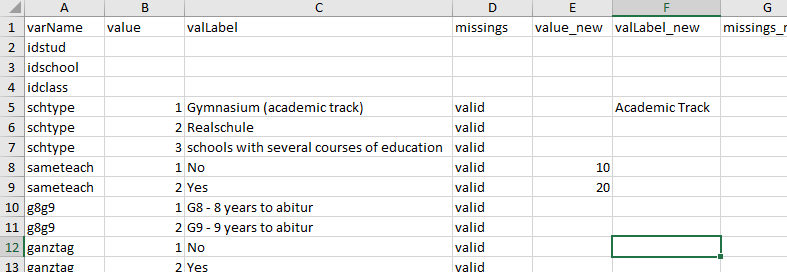 A B C D E F G
1 varName value valLabel missings value_new valLabel_new missings_
2 idstud
3 idschool
4 idclass
5 schtype 1 Gymnasium (academic track) valid Academic Track
6 schtype 2 Realschule valid
7 schtype 3 schools with several courses of education valid
8 sameteach 1 No valid 10
9 sameteach 2 Yes valid 20
10 g8g9 1 G8 - 8 years to abitur valid
11 g8g9 2 G9 - 9 years to abitur valid
12 ganztag 1 No valid
13 ganztag 2 Yes valid